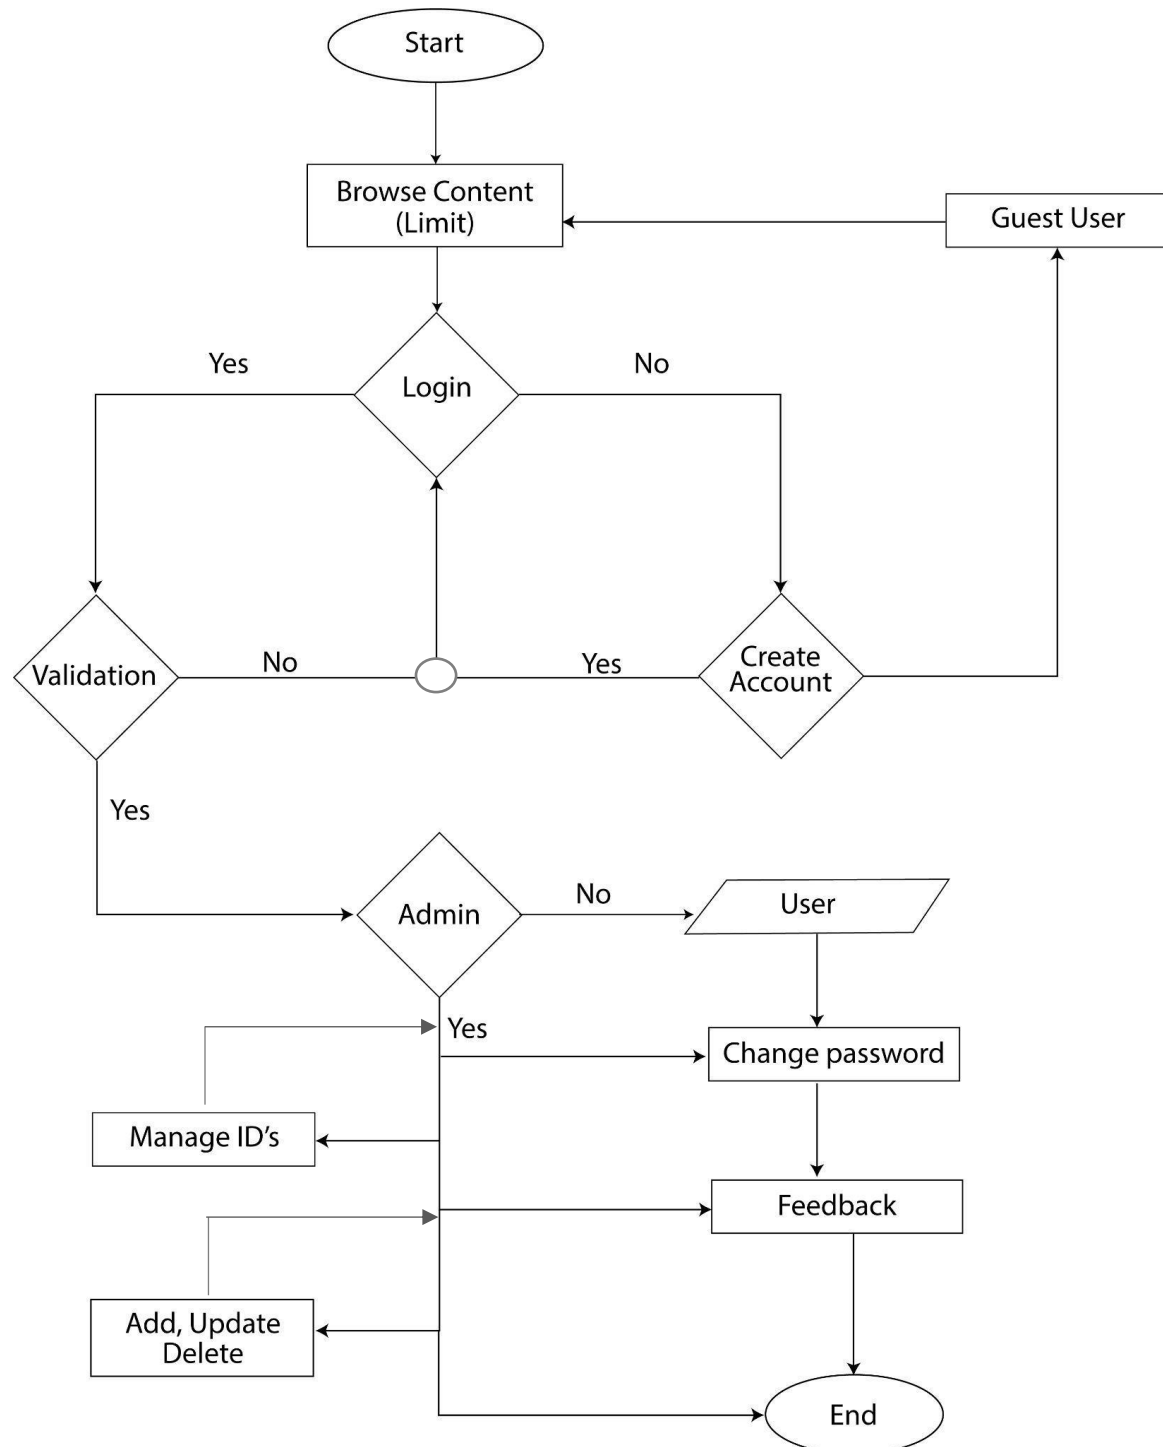 Start
Browse Content
(Limit)
Guest User
Yes
No
Login
Validation
No
Yes
Create
Account
Yes
Admin
No
User
Yes
Change password
Manage ID’s
Feedback
Add, Update
Delete
End